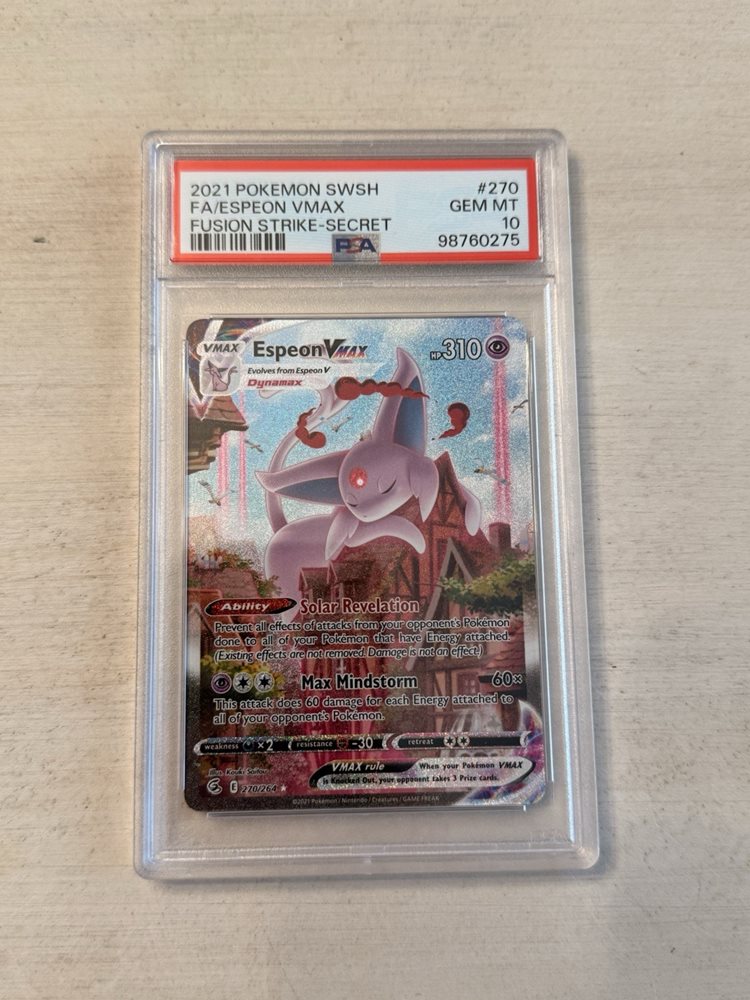 2021 POKEMON SWSH #270
FA/ESPEON VMAX GEM MT
FUSION STRIKE-SECRET 10
PSA 98760275
VMAX Espeon VMAX HP 310
Evolves from Espeon V
Dynamax
Ability Solar Revelation
Prevent all effects of attacks from your opponent's Pokémon
done to all of your Pokémon that have Energy attached.
(Existing effects are not removed. Damage is not an effect.)
Max Mindstorm 60×
This attack does 60 damage for each Energy attached to
all of your opponent's Pokémon.
weakness ×2 resistance -30 retreat
VMAX rule When your Pokémon VMAX
is Knocked Out, your opponent takes 3 Prize cards.
Illus. Kouki Saitou
E 270/264
©2021 Pokémon / Nintendo / Creatures / GAME FREAK